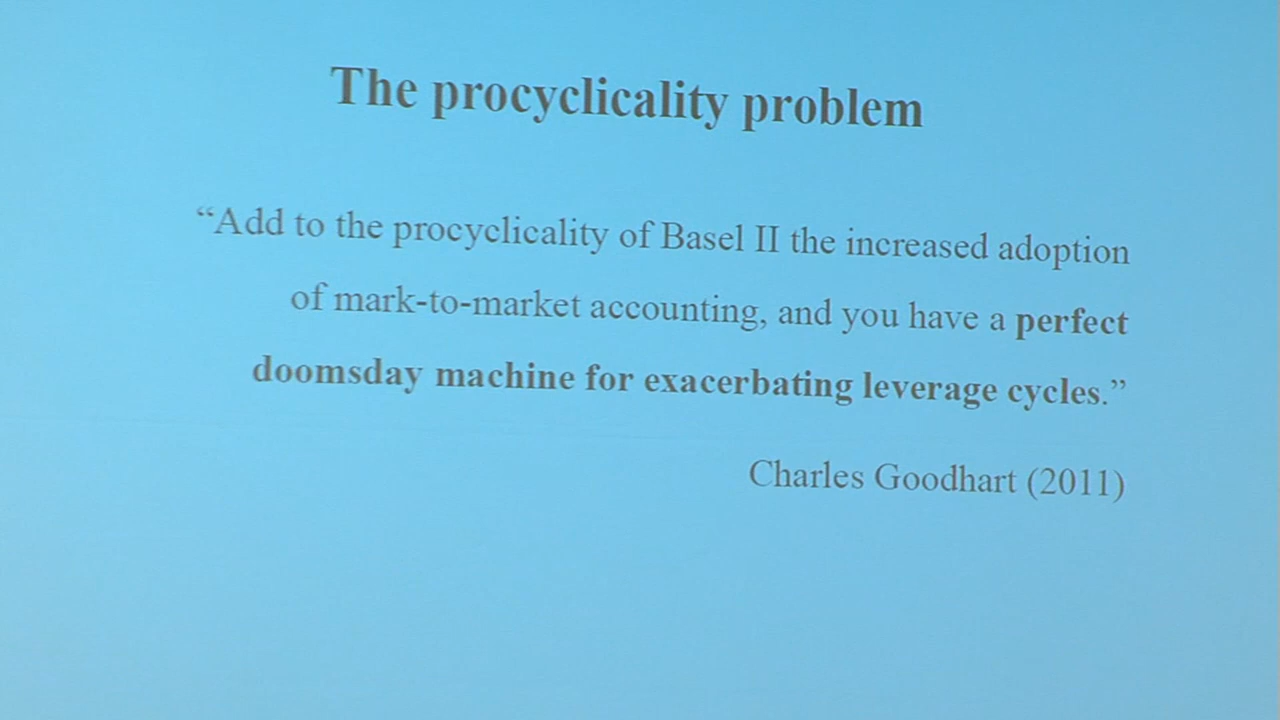 The procyclicality problem
“Add to the procyclicality of Basel II the increased adoption
of mark-to-market accounting, and you have a perfect
doomsday machine for exacerbating leverage cycles.”
Charles Goodhart (2011)